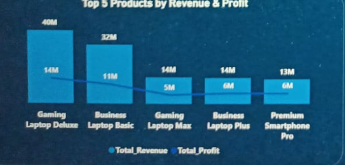 Top 5 Products by Revenue & Profit
40M
32M
14M 11M 14M 14M 13M
5M 6M 6M
Gaming Laptop Deluxe
Business Laptop Basic
Gaming Laptop Max
Business Laptop Plus
Premium Smartphone Pro
Total_Revenue Total_Profit